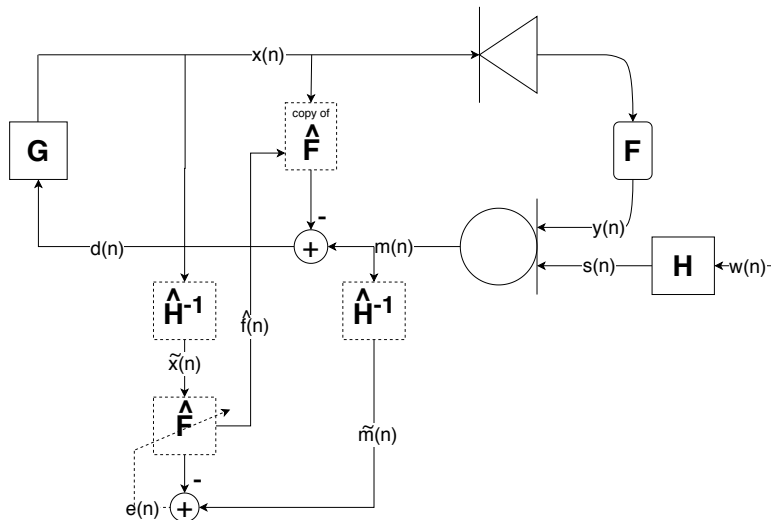 x(n)
copy of
F̂
G
F
-
y(n)
d(n)
+
m(n)
s(n)
H
w(n)
Ĥ⁻¹
f̂(n)
Ĥ⁻¹
x̃(n)
F̂
m̃(n)
-
e(n)
+